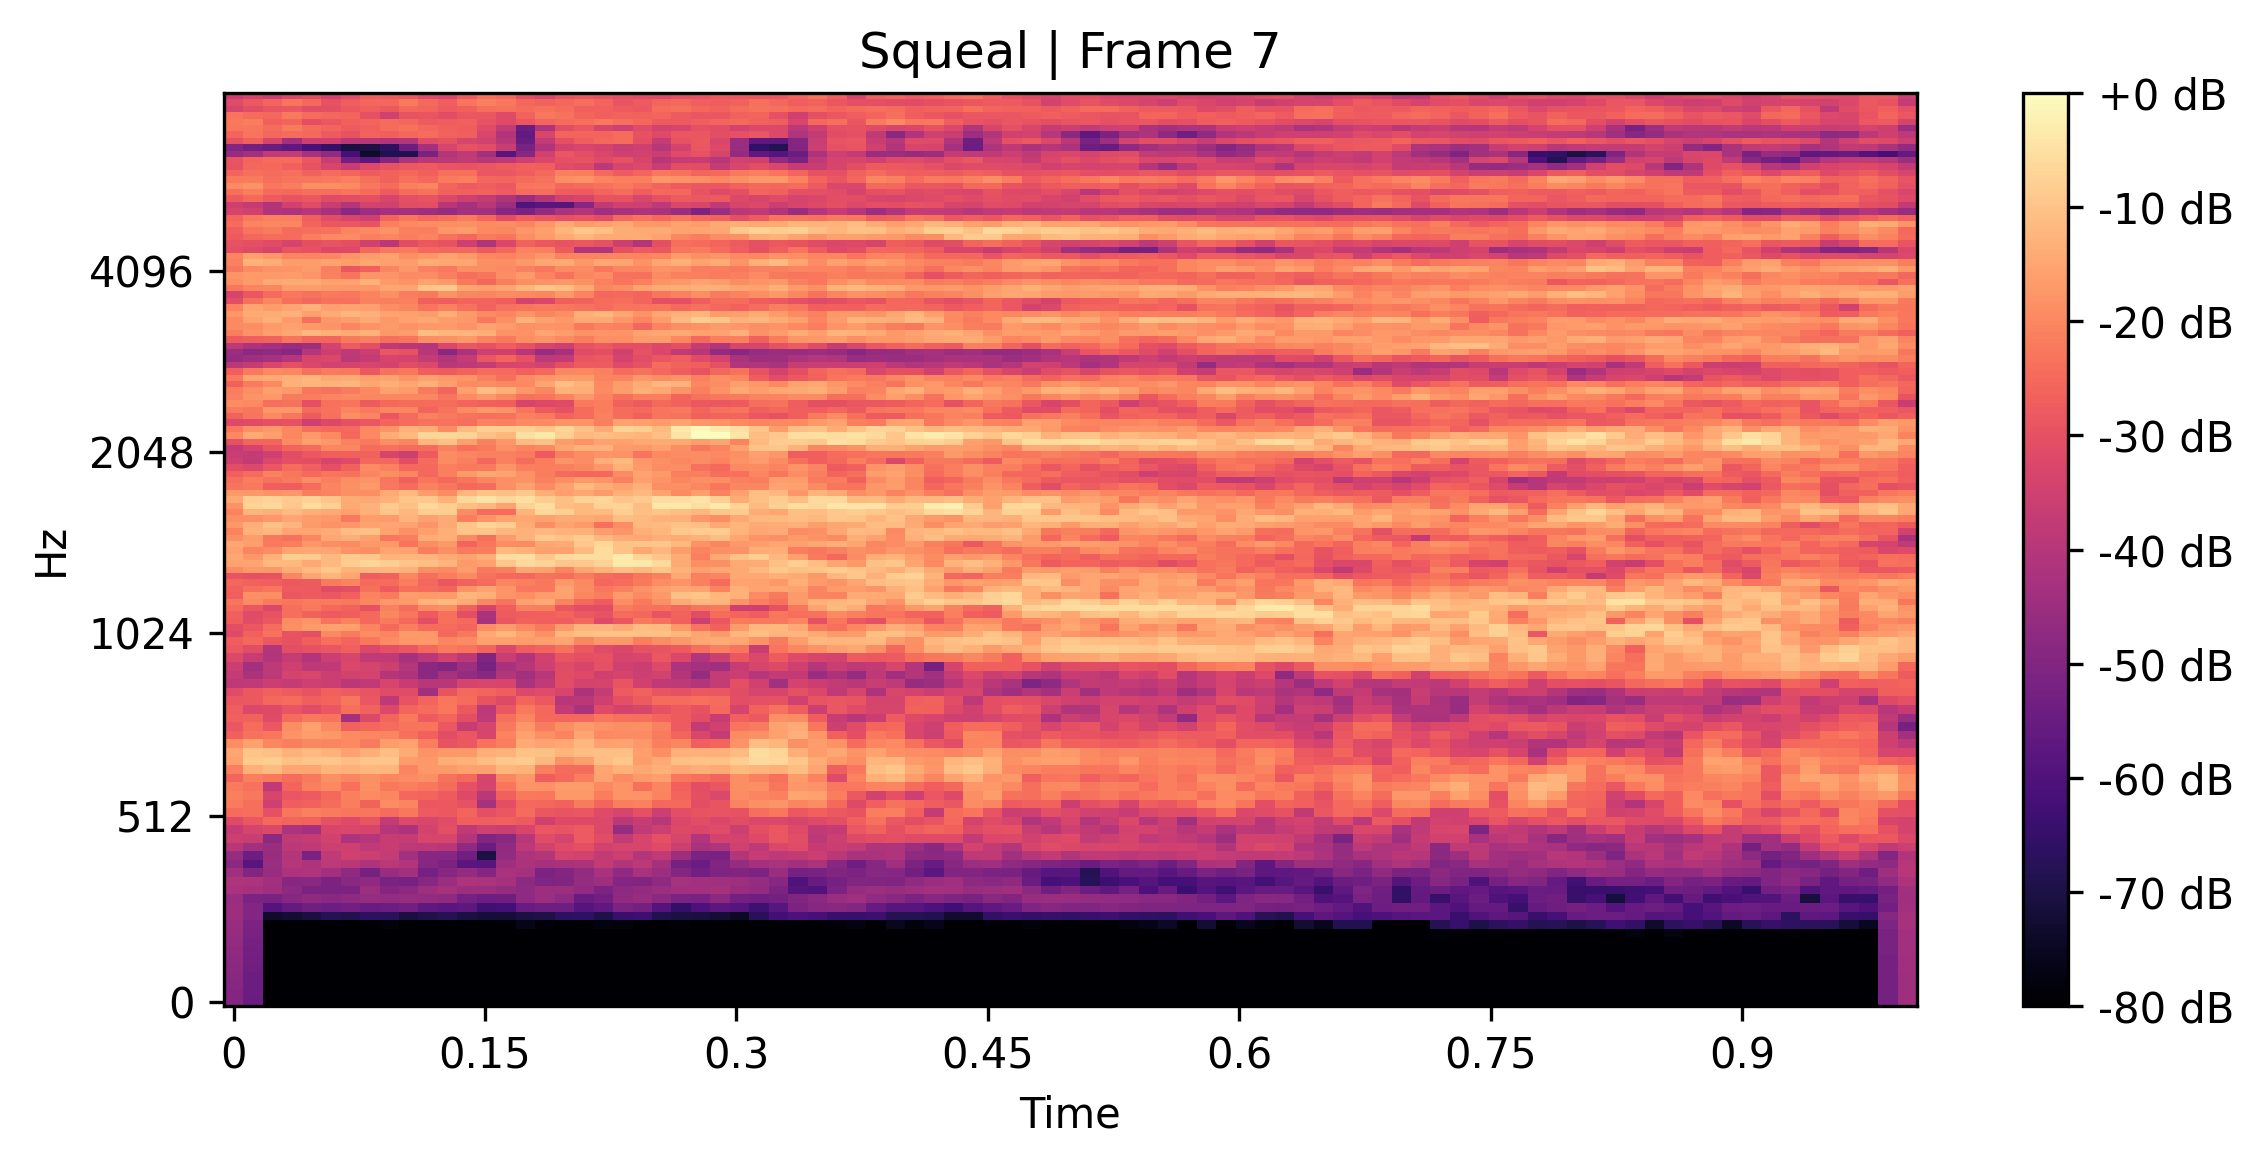 Squeal | Frame 7
+0 dB
-10 dB
-20 dB
-30 dB
-40 dB
-50 dB
-60 dB
-70 dB
-80 dB
4096
2048
1024
512
0
Hz
0 0.15 0.3 0.45 0.6 0.75 0.9
Time